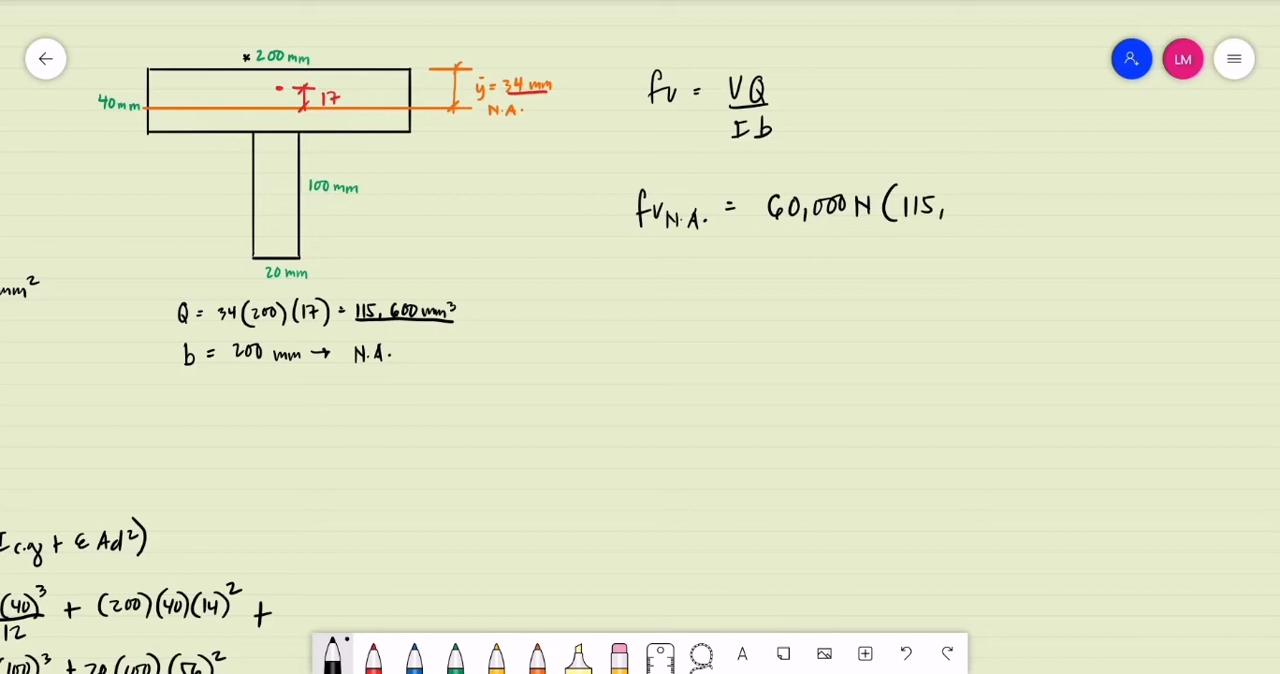 * 200 mm
LM
40 mm
17
ȳ = 34 mm
N.A.
fv = VQ
Ib
100 mm
fv N.A. = 60,000 N (115,
20 mm
mm²
Q = 34(200)(17) = 115,600 mm³
b = 200 mm → N.A.
I c.g + Σ Ad²)
(40)³ + (200)(40)(14)² +
12
(100)³ + 20(100)(56)²
A